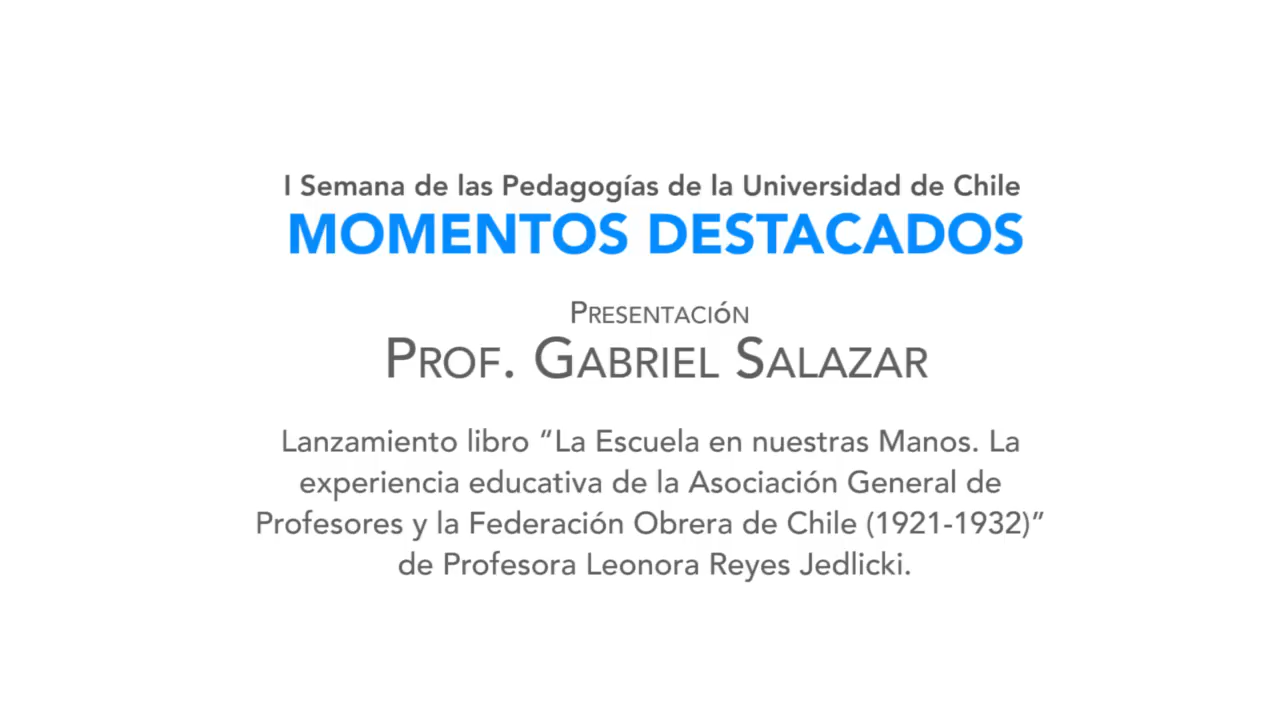 I Semana de las Pedagogías de la Universidad de Chile
MOMENTOS DESTACADOS
Presentación
Prof. Gabriel Salazar
Lanzamiento libro “La Escuela en nuestras Manos. La
experiencia educativa de la Asociación General de
Profesores y la Federación Obrera de Chile (1921-1932)”
de Profesora Leonora Reyes Jedlicki.